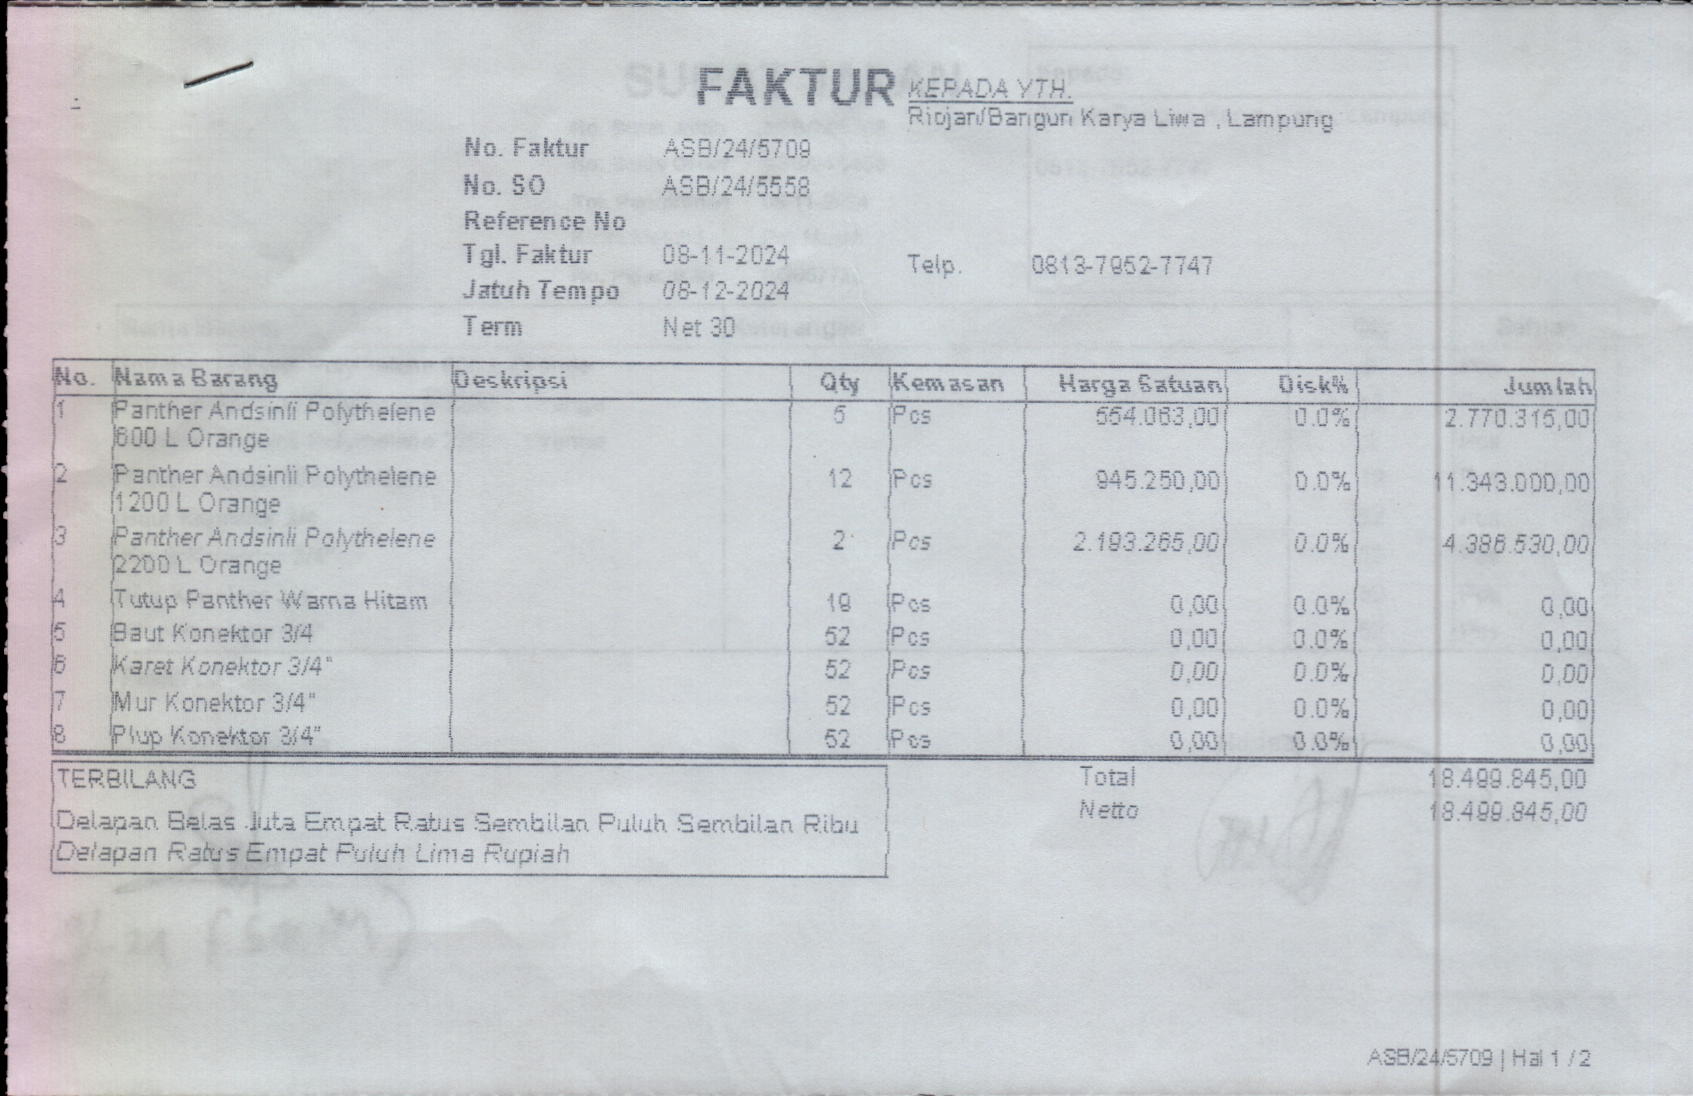 FAKTUR
KEPADA YTH.
Riojan/Bangun Karya Liwa , Lampung
No. Faktur ASB/24/5709
No. SO ASB/24/5558
Reference No
Tgl. Faktur 08-11-2024
Telp. 0813-7952-7747
Jatuh Tempo 08-12-2024
Term Net 30
No. Nama Barang Deskripsi Qty Kemasan Harga Satuan Disk% Jumlah
1 Panther Andsinli Polythelene 5 Pcs 554.063,00 0.0% 2.770.315,00
600 L Orange
2 Panther Andsinli Polythelene 12 Pcs 945.250,00 0.0% 11.343.000,00
1200 L Orange
3 Panther Andsinli Polythelene 2 Pcs 2.193.265,00 0.0% 4.386.530,00
2200 L Orange
4 Tutup Panther Warna Hitam 19 Pcs 0,00 0.0% 0,00
5 Baut Konektor 3/4 52 Pcs 0,00 0.0% 0,00
6 Karet Konektor 3/4" 52 Pcs 0,00 0.0% 0,00
7 Mur Konektor 3/4" 52 Pcs 0,00 0.0% 0,00
8 Plup Konektor 3/4" 52 Pcs 0,00 0.0% 0,00
TERBILANG
Delapan Belas Juta Empat Ratus Sembilan Puluh Sembilan Ribu
Delapan Ratus Empat Puluh Lima Rupiah
Total 18.499.845,00
Netto 18.499.845,00
ASB/24/5709 | Hal 1 / 2